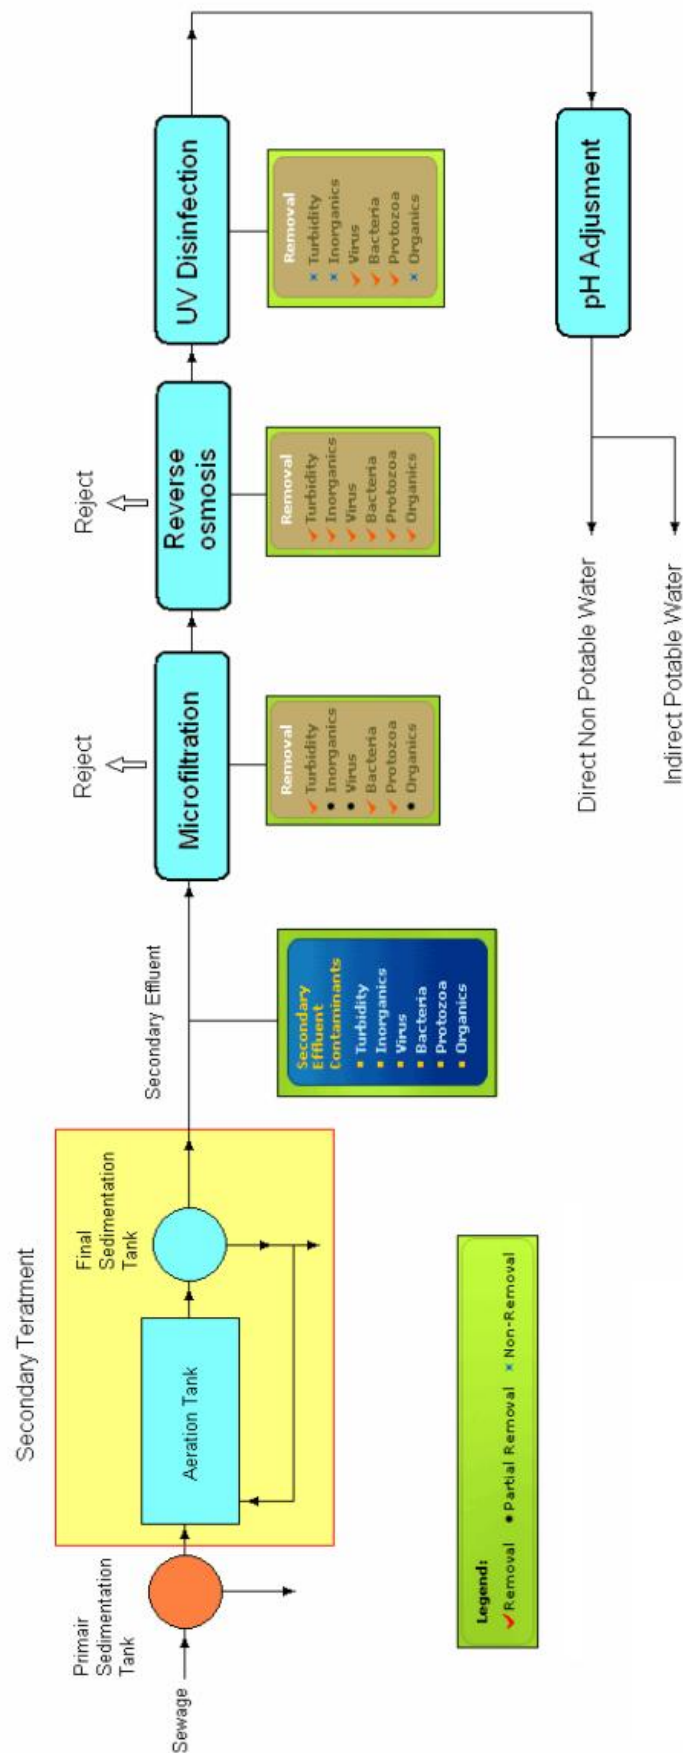 Sewage
Primair
Sedimentation
Tank
Secondary Teratment
Aeration Tank
Final
Sedimentation
Tank
Secondary Effluent
Secondary
Effluent
Contaminants
Turbidity
Inorganics
Virus
Bacteria
Protozoa
Organics
Microfiltration
Reject
Removal
✓Turbidity
• Inorganics
• Virus
✓Bacteria
✓Protozoa
• Organics
Reverse
osmosis
Reject
Removal
✓Turbidity
✓Inorganics
✓Virus
✓Bacteria
✓Protozoa
✓Organics
UV Disinfection
Removal
× Turbidity
× Inorganics
✓Virus
✓Bacteria
✓Protozoa
× Organics
pH Adjusment
Direct Non Potable Water
Indirect Potable Water
Legend:
✓Removal • Partial Removal × Non-Removal